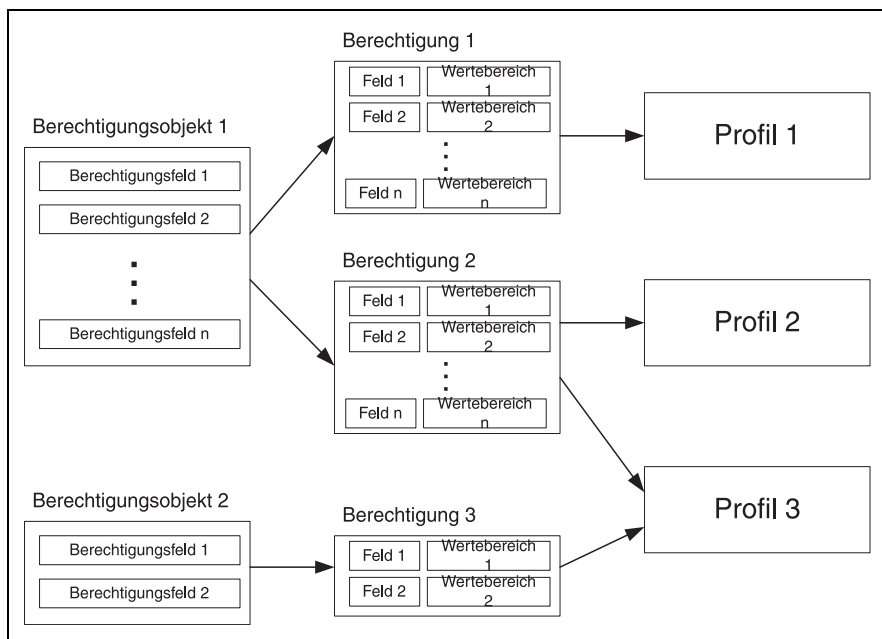 Berechtigungsobjekt 1
Berechtigungsfeld 1
Berechtigungsfeld 2
Berechtigungsfeld n
Berechtigung 1
Feld 1 Wertebereich 1
Feld 2 Wertebereich 2
Feld n Wertebereich n
Profil 1
Berechtigung 2
Feld 1 Wertebereich 1
Feld 2 Wertebereich 2
Feld n Wertebereich n
Profil 2
Berechtigungsobjekt 2
Berechtigungsfeld 1
Berechtigungsfeld 2
Berechtigung 3
Feld 1 Wertebereich 1
Feld 2 Wertebereich 2
Profil 3